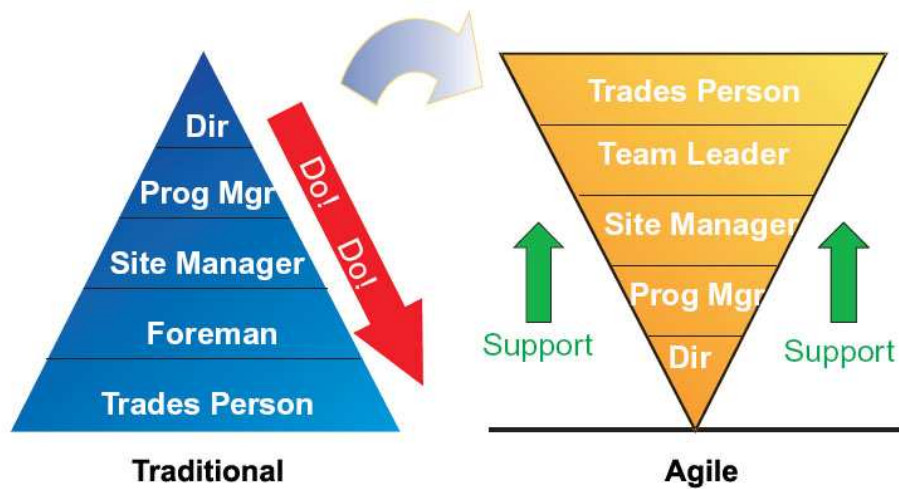 Dir
Prog Mgr
Site Manager
Foreman
Trades Person
Do! Do!
Traditional
Trades Person
Team Leader
Site Manager
Prog Mgr
Dir
Support
Support
Agile